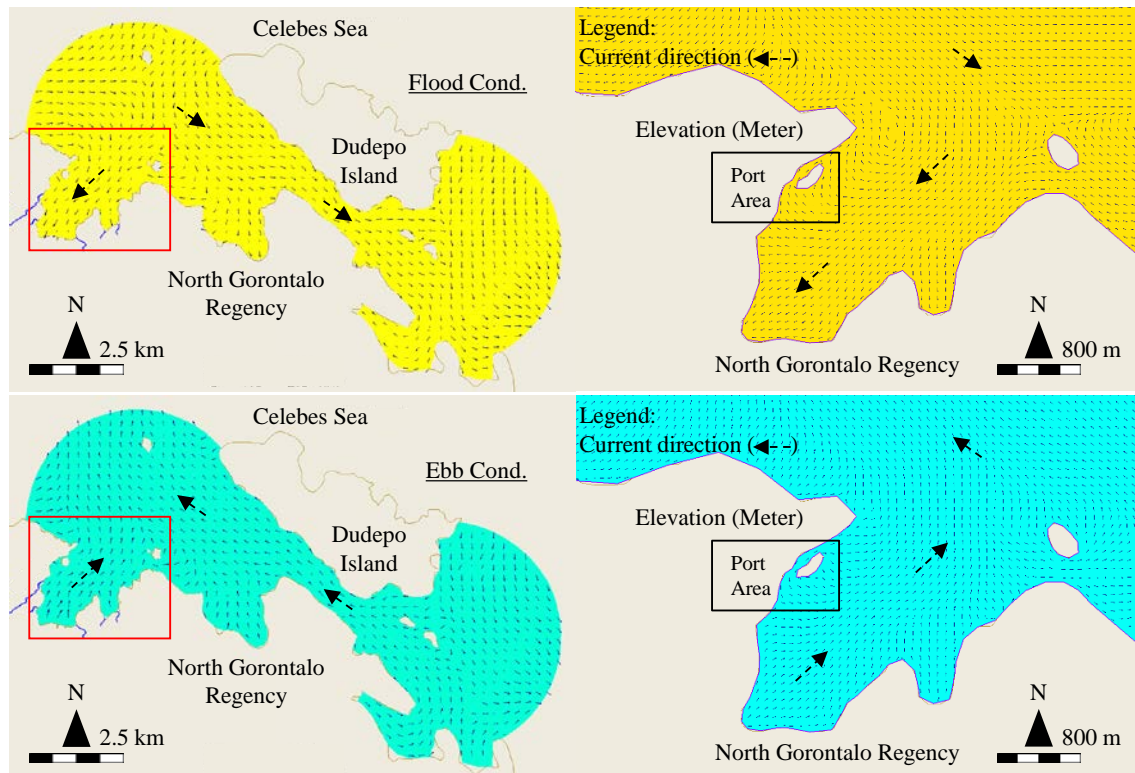 Celebes Sea
Flood Cond.
Dudepo
Island
North Gorontalo
Regency
N
2.5 km
Legend:
Current direction ( )
Elevation (Meter)
Port
Area
N
800 m
North Gorontalo Regency
Celebes Sea
Ebb Cond.
Dudepo
Island
North Gorontalo
Regency
N
2.5 km
Legend:
Current direction ( )
Elevation (Meter)
Port
Area
N
800 m
North Gorontalo Regency